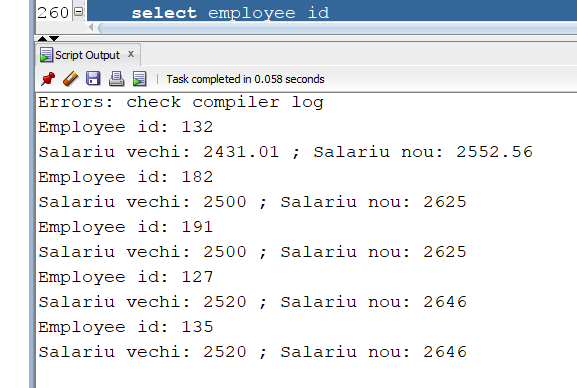 260 select employee id
Script Output x
Task completed in 0.058 seconds
Errors: check compiler log
Employee id: 132
Salariu vechi: 2431.01 ; Salariu nou: 2552.56
Employee id: 182
Salariu vechi: 2500 ; Salariu nou: 2625
Employee id: 191
Salariu vechi: 2500 ; Salariu nou: 2625
Employee id: 127
Salariu vechi: 2520 ; Salariu nou: 2646
Employee id: 135
Salariu vechi: 2520 ; Salariu nou: 2646